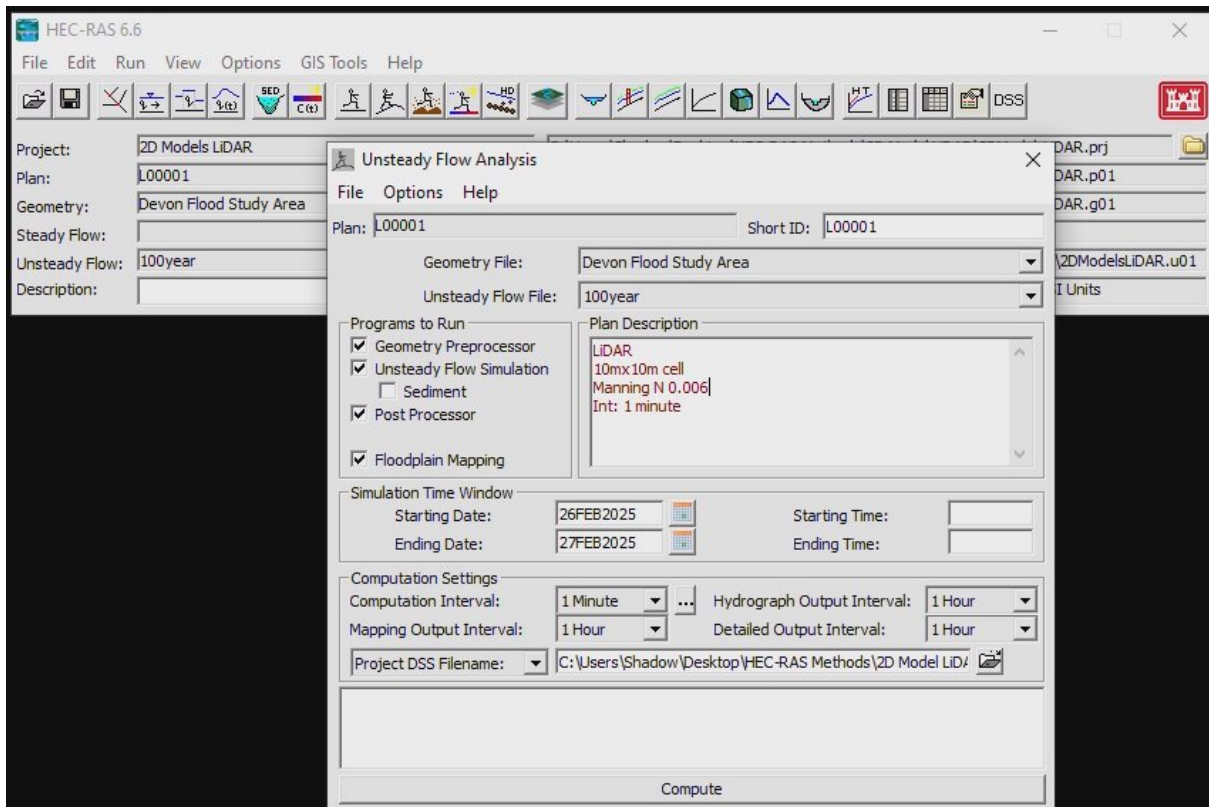 HEC-RAS 6.6
File Edit Run View Options GIS Tools Help
SED C(t) HD HT DSS
Project: 2D Models LiDAR DAR.prj
Plan: L00001 DAR.p01
Geometry: Devon Flood Study Area DAR.g01
Steady Flow:
Unsteady Flow: 100year \2DModelsLiDAR.u01
Description: SI Units
Unsteady Flow Analysis
File Options Help
Plan: L00001 Short ID: L00001
Geometry File: Devon Flood Study Area
Unsteady Flow File: 100year
Programs to Run
Geometry Preprocessor
Unsteady Flow Simulation
Sediment
Post Processor
Floodplain Mapping
Plan Description
LiDAR
10mx10m cell
Manning N 0.006
Int: 1 minute
Simulation Time Window
Starting Date: 26FEB2025 Starting Time:
Ending Date: 27FEB2025 Ending Time:
Computation Settings
Computation Interval: 1 Minute ... Hydrograph Output Interval: 1 Hour
Mapping Output Interval: 1 Hour Detailed Output Interval: 1 Hour
Project DSS Filename: C:\Users\Shadow\Desktop\HEC-RAS Methods\2D Model LiDA
Compute